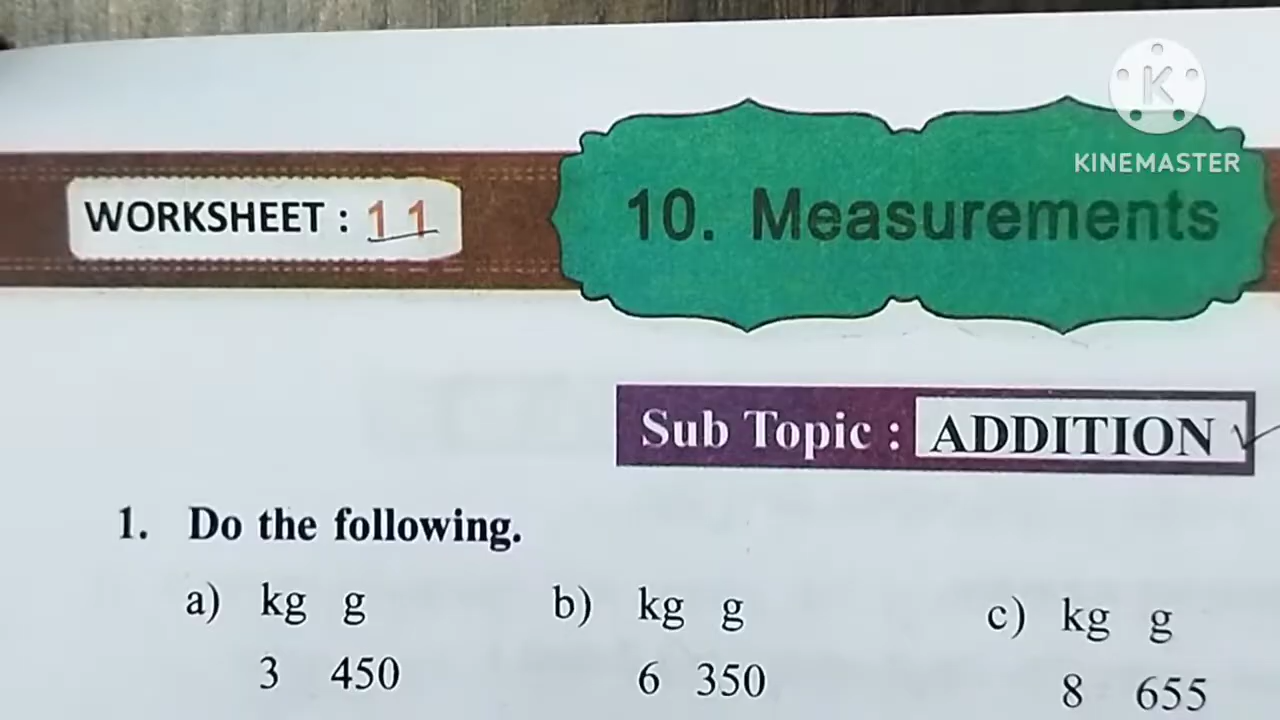 K
KINEMASTER
WORKSHEET : 11
10. Measurements
Sub Topic : ADDITION
1. Do the following.
a) kg g b) kg g c) kg g
3 450 6 350 8 655